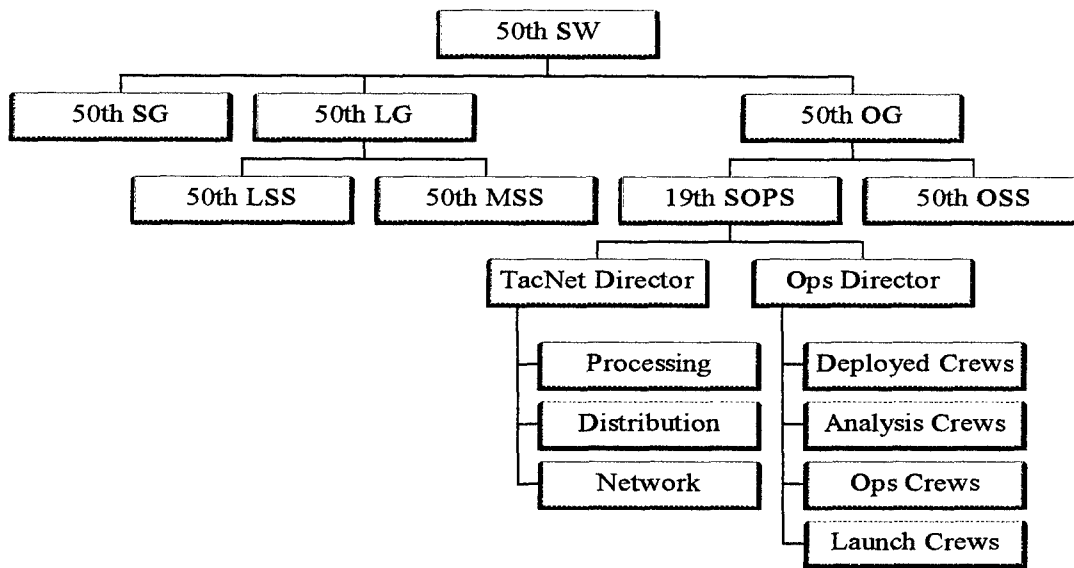 50th SW
50th SG
50th LG
50th OG
50th LSS
50th MSS
19th SOPS
50th OSS
TacNet Director
Ops Director
Processing
Deployed Crews
Distribution
Analysis Crews
Network
Ops Crews
Launch Crews